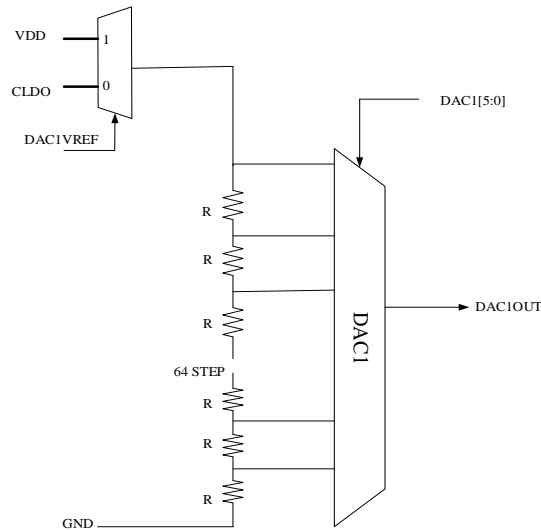 VDD
1
CLDO
0
DAC1VREF
DAC1[5:0]
R
R
R
DAC1
DAC1OUT
64 STEP
R
R
R
GND